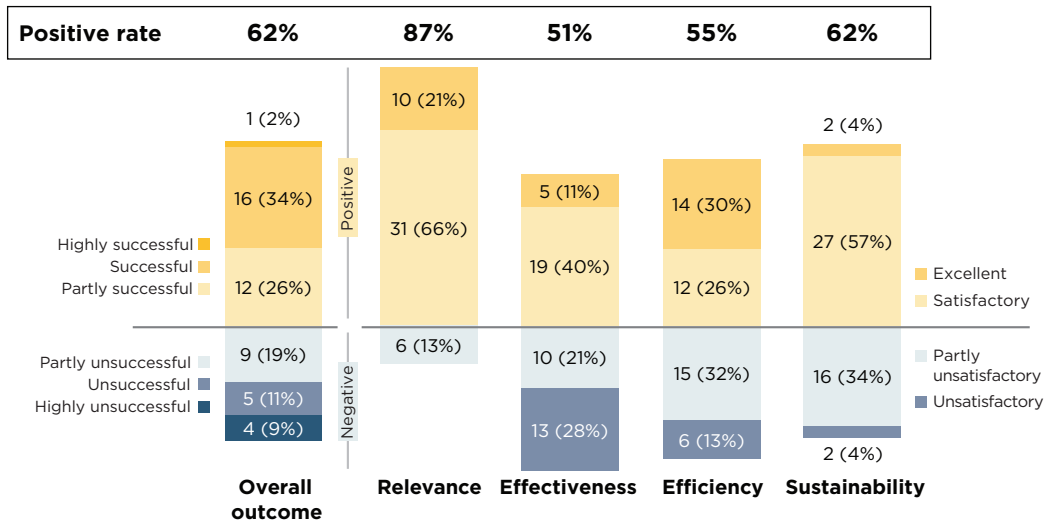 Positive rate 62% 87% 51% 55% 62%
1 (2%)
16 (34%)
12 (26%)
9 (19%)
5 (11%)
4 (9%)
Highly successful
Successful
Partly successful
Partly unsuccessful
Unsuccessful
Highly unsuccessful
Positive
Negative
10 (21%)
31 (66%)
6 (13%)
5 (11%)
19 (40%)
10 (21%)
13 (28%)
14 (30%)
12 (26%)
15 (32%)
6 (13%)
2 (4%)
27 (57%)
16 (34%)
2 (4%)
Excellent
Satisfactory
Partly
unsatisfactory
Unsatisfactory
Overall
outcome
Relevance
Effectiveness
Efficiency
Sustainability